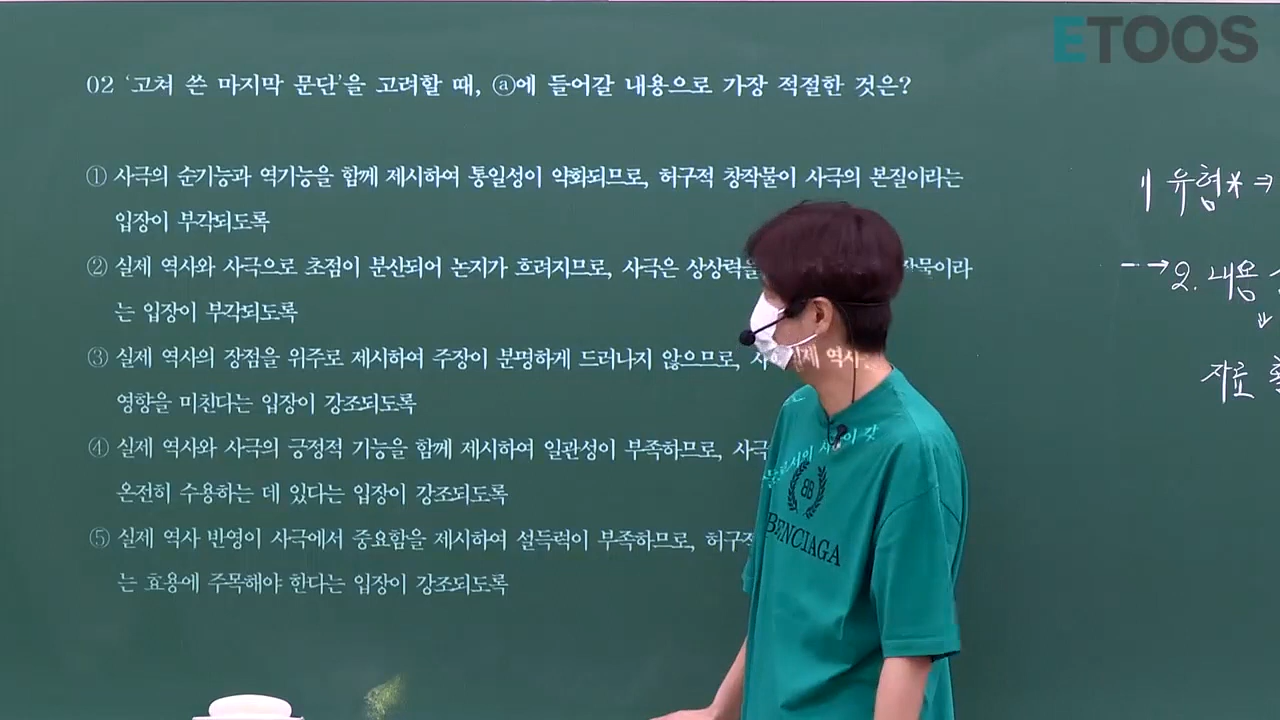 ETOOS
02 '고쳐 쓴 마지막 문단'을 고려할 때, ⓐ에 들어갈 내용으로 가장 적절한 것은?
① 사극의 순기능과 역기능을 함께 제시하여 통일성이 약화되므로, 허구적 창작물이 사극의 본질이라는
입장이 부각되도록
② 실제 역사와 사극으로 초점이 분산되어 논지가 흐려지므로, 사극은 상상력을 작물이라
는 입장이 부각되도록
③ 실제 역사의 장점을 위주로 제시하여 주장이 분명하게 드러나지 않으므로, 역사
영향을 미친다는 입장이 강조되도록
④ 실제 역사와 사극의 긍정적 기능을 함께 제시하여 일관성이 부족하므로, 사극
온전히 수용하는 데 있다는 입장이 강조되도록
⑤ 실제 역사 반영이 사극에서 중요함을 제시하여 설득력이 부족하므로, 허구적
는 효용에 주목해야 한다는 입장이 강조되도록
유형* ⇒
→ 2. 내용
자료
BB
BENCIAGA